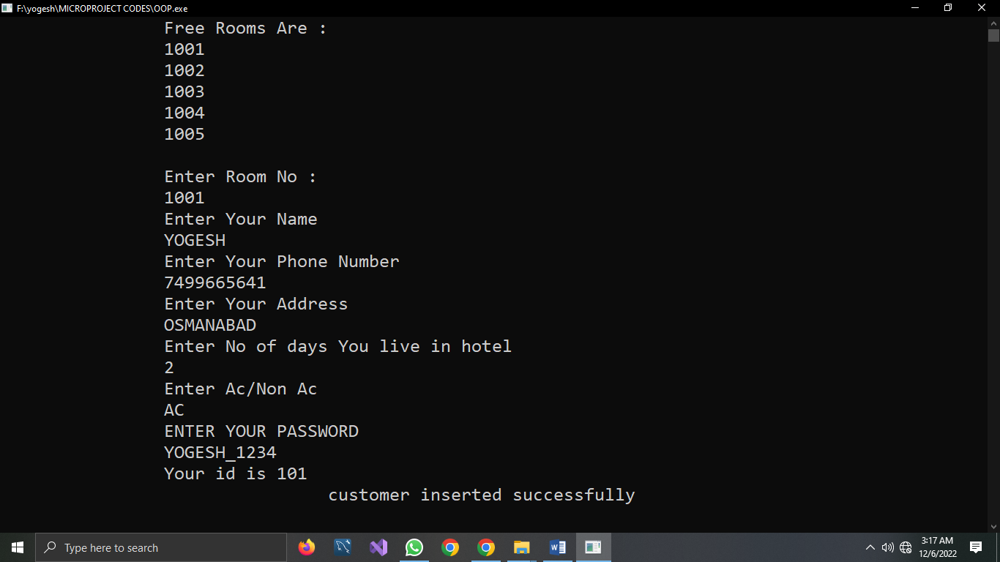 F:\yogesh\MICROPROJECT CODES\OOP.exe
Free Rooms Are :
1001
1002
1003
1004
1005
Enter Room No :
1001
Enter Your Name
YOGESH
Enter Your Phone Number
7499665641
Enter Your Address
OSMANABAD
Enter No of days You live in hotel
2
Enter Ac/Non Ac
AC
ENTER YOUR PASSWORD
YOGESH_1234
Your id is 101
customer inserted successfully
Type here to search
3:17 AM
12/6/2022